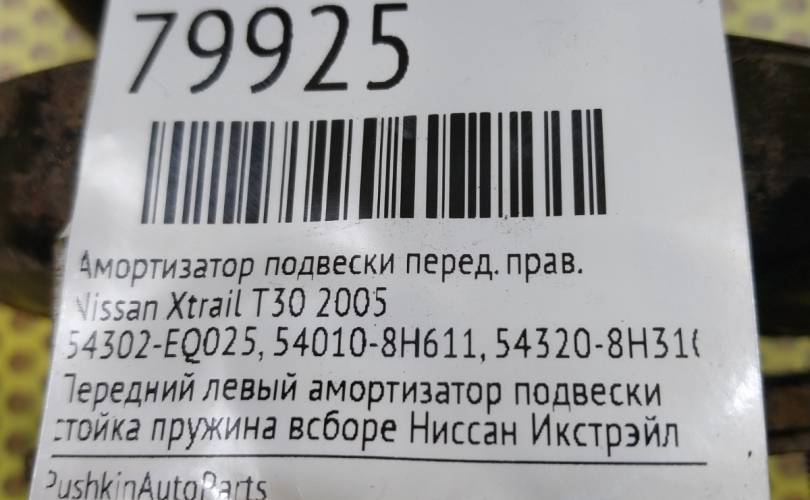 79925
Амортизатор подвески перед. прав.
Nissan Xtrail T30 2005
54302-EQ025, 54010-8H611, 54320-8H31
Передний левый амортизатор подвески
стойка пружина всборе Ниссан Икстрэйл
PushkinAutoParts